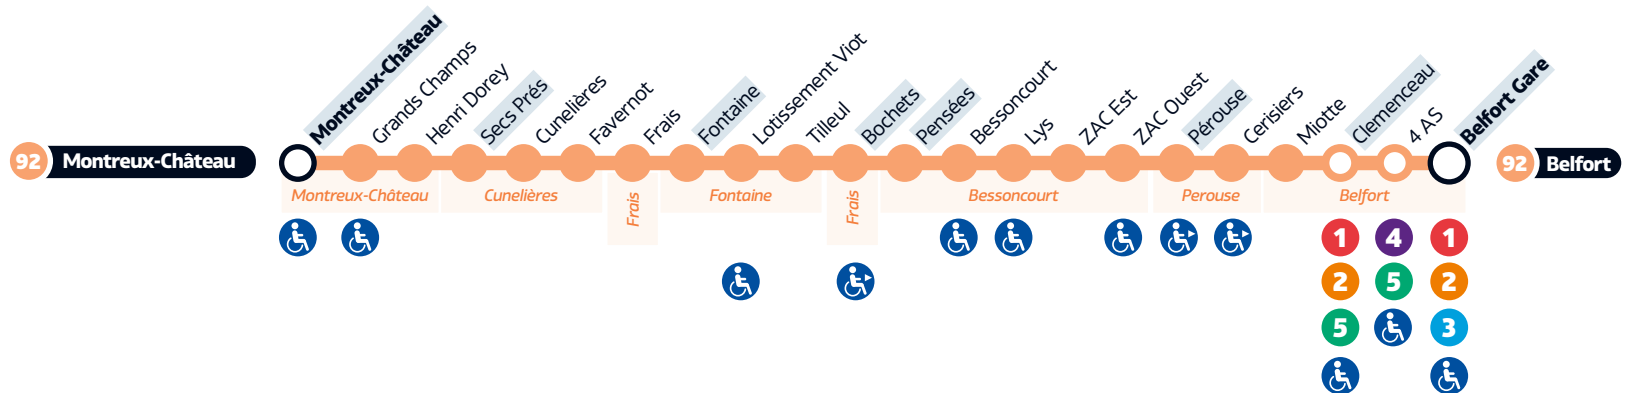 92 Montreux-Château
Montreux-Château
Grands Champs
Henri Dorey
Secs Prés
Cunelières
Favernot
Frais
Fontaine
Lotissement Viot
Tilleul
Bochets
Pensées
Bessoncourt
Lys
ZAC Est
ZAC Ouest
Pérouse
Cerisiers
Miotte
Clemenceau
4 AS
Belfort Gare
92 Belfort
Montreux-Château
Cunelières
Frais
Fontaine
Frais
Bessoncourt
Perouse
Belfort
1 4 1
2 5 2
5 3